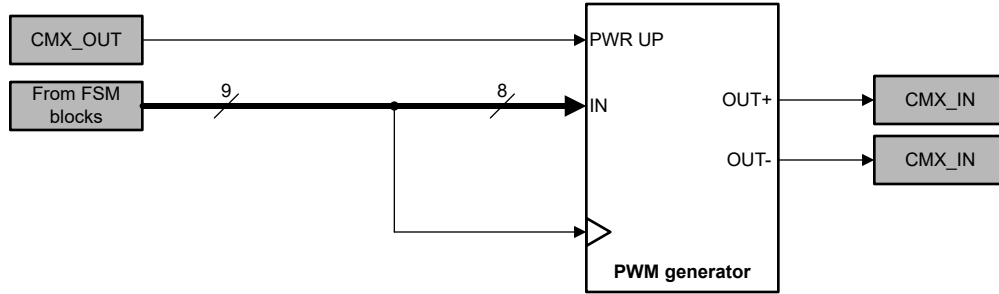 CMX_OUT
PWR UP
From FSM
blocks
9
8
IN
OUT+
CMX_IN
OUT-
CMX_IN
PWM generator